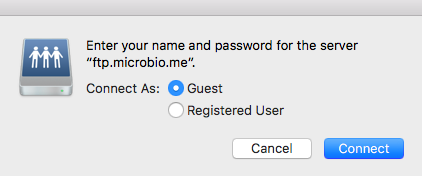 Enter your name and password for the server
“ftp.microbio.me”.
Connect As: Guest
Registered User
Cancel Connect